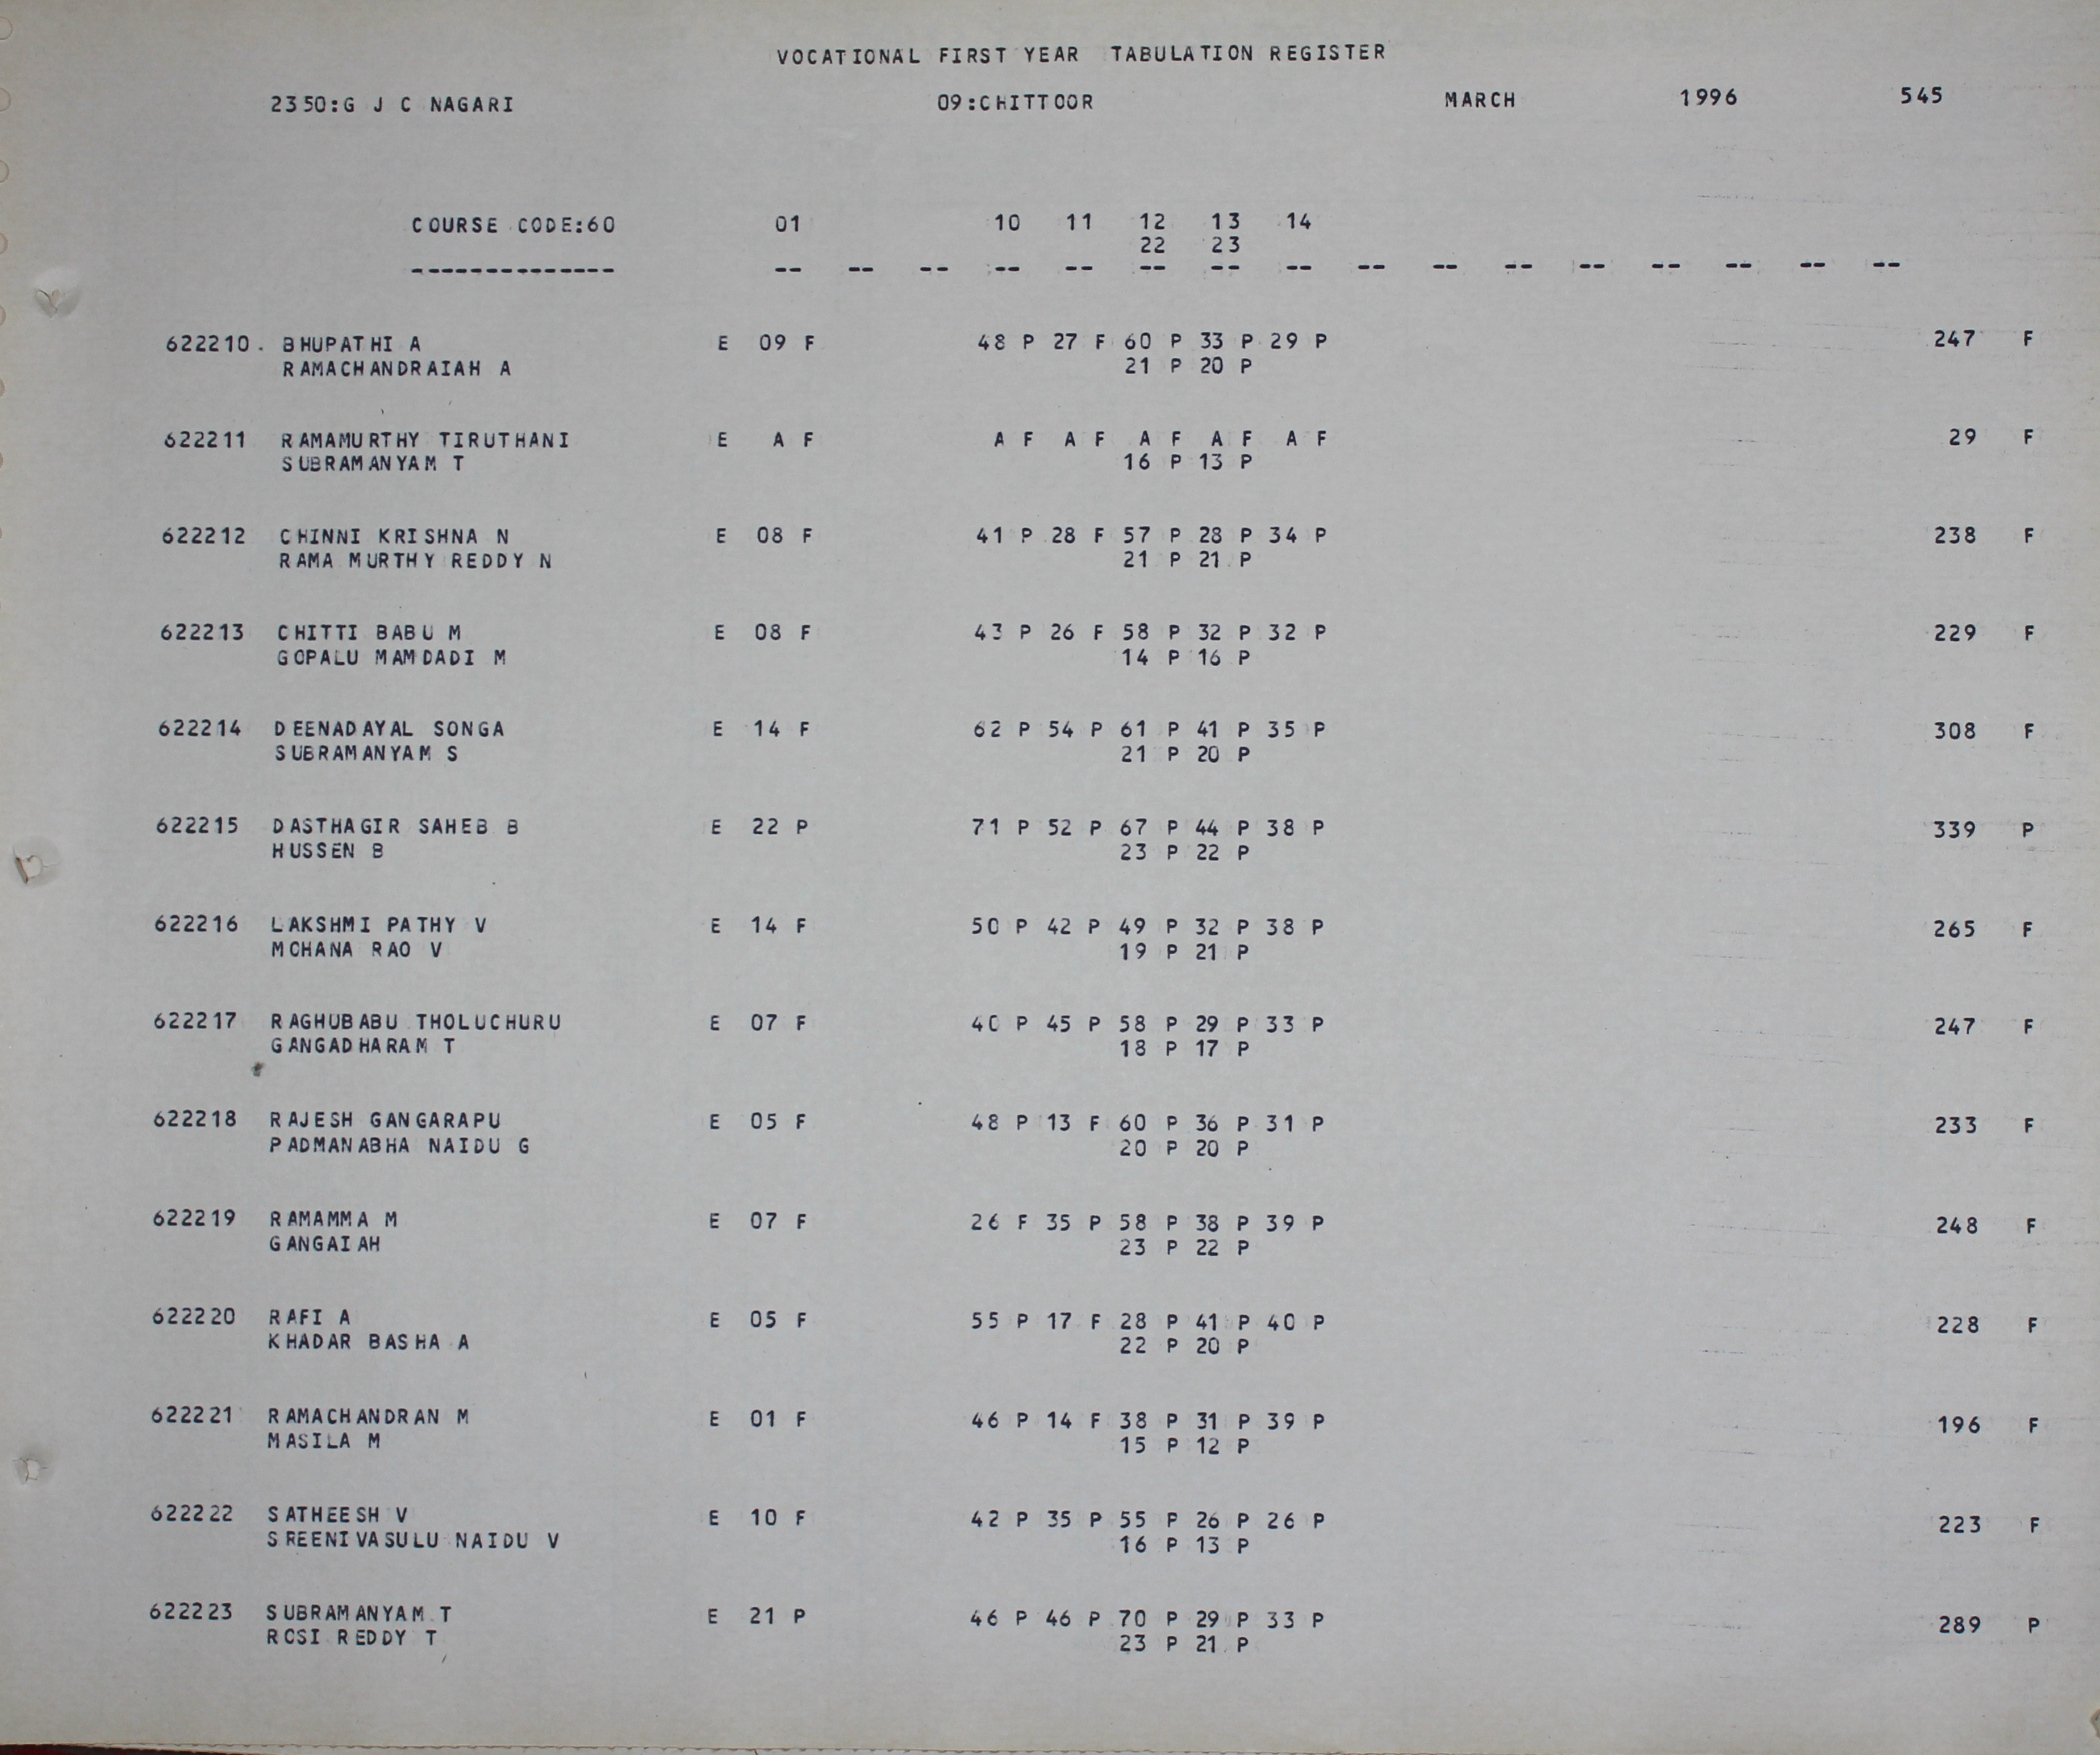 VOCATIONAL FIRST YEAR TABULATION REGISTER
2350:G J C NAGARI 09:CHITTOOR MARCH 1996 545
COURSE CODE:60 01 10 11 12 13 14
22 23
-------------- -- -- -- -- -- -- -- -- -- -- -- -- -- -- -- --
622210. BHUPATHI A E 09 F 48 P 27 F 60 P 33 P 29 P 247 F
RAMACHANDRAIAH A 21 P 20 P
622211 RAMAMURTHY TIRUTHANI E A F A F A F A F A F A F 29 F
SUBRAMANYAM T 16 P 13 P
622212 CHINNI KRISHNA N E 08 F 41 P 28 F 57 P 28 P 34 P 238 F
RAMA MURTHY REDDY N 21 P 21 P
622213 CHITTI BABU M E 08 F 43 P 26 F 58 P 32 P 32 P 229 F
GOPALU MAMDADI M 14 P 16 P
622214 DEENADAYAL SONGA E 14 F 62 P 54 P 61 P 41 P 35 P 308 F
SUBRAMANYAM S 21 P 20 P
622215 DASTHAGIR SAHEB B E 22 P 71 P 52 P 67 P 44 P 38 P 339 P
HUSSEN B 23 P 22 P
622216 LAKSHMI PATHY V E 14 F 50 P 42 P 49 P 32 P 38 P 265 F
MOHANA RAO V 19 P 21 P
622217 RAGHUBABU THOLUCHURU E 07 F 40 P 45 P 58 P 29 P 33 P 247 F
GANGADHARAM T 18 P 17 P
622218 RAJESH GANGARAPU E 05 F 48 P 13 F 60 P 36 P 31 P 233 F
PADMANABHA NAIDU G 20 P 20 P
622219 RAMAMMA M E 07 F 26 F 35 P 58 P 38 P 39 P 248 F
GANGAIAH 23 P 22 P
622220 RAFI A E 05 F 55 P 17 F 28 P 41 P 40 P 228 F
KHADAR BASHA A 22 P 20 P
622221 RAMACHANDRAN M E 01 F 46 P 14 F 38 P 31 P 39 P 196 F
MASILA M 15 P 12 P
622222 SATHEESH V E 10 F 42 P 35 P 55 P 26 P 26 P 223 F
SREENIVASULU NAIDU V 16 P 13 P
622223 SUBRAMANYAM T E 21 P 46 P 46 P 70 P 29 P 33 P 289 P
ROSI REDDY T 23 P 21 P